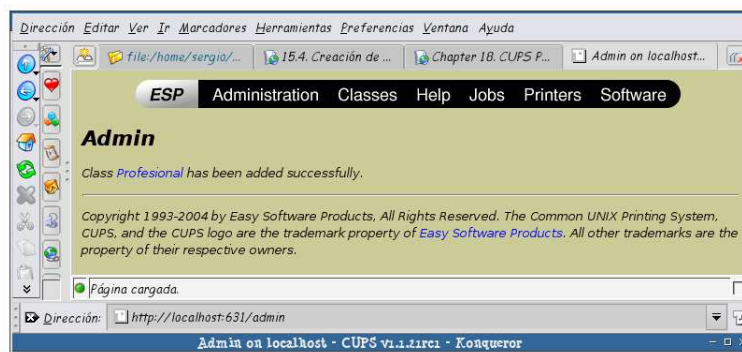 Dirección Editar Ver Ir Marcadores Herramientas Preferencias Ventana Ayuda
file:/home/sergio/... 15.4. Creación de ... Chapter 18. CUPS P... Admin on localhost...
ESP Administration Classes Help Jobs Printers Software
Admin
Class Profesional has been added successfully.
Copyright 1993-2004 by Easy Software Products, All Rights Reserved. The Common UNIX Printing System,
CUPS, and the CUPS logo are the trademark property of Easy Software Products. All other trademarks are the
property of their respective owners.
Página cargada.
Dirección: http://localhost:631/admin
Admin on localhost - CUPS v1.1.21rc1 - Konqueror